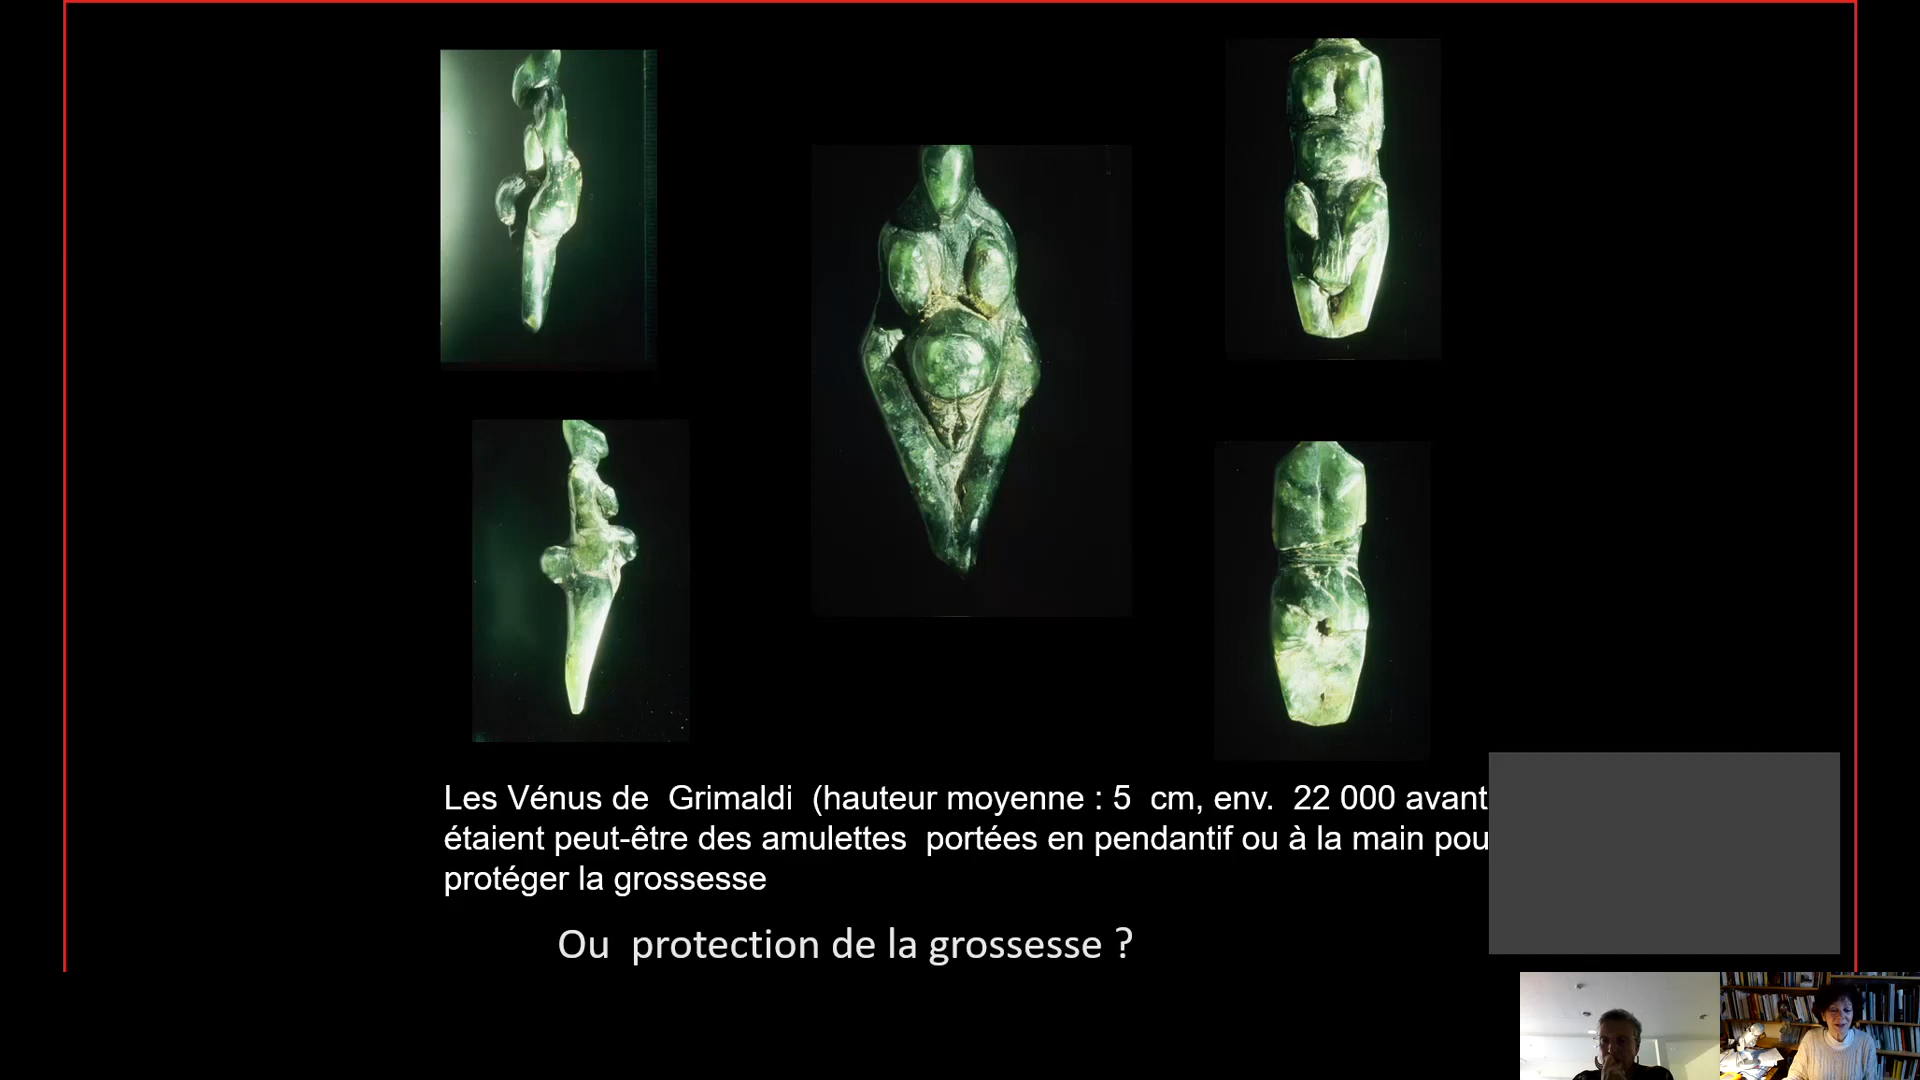 Les Vénus de Grimaldi (hauteur moyenne : 5 cm, env. 22 000 avant
étaient peut-être des amulettes portées en pendantif ou à la main pou
protéger la grossesse
Ou protection de la grossesse ?